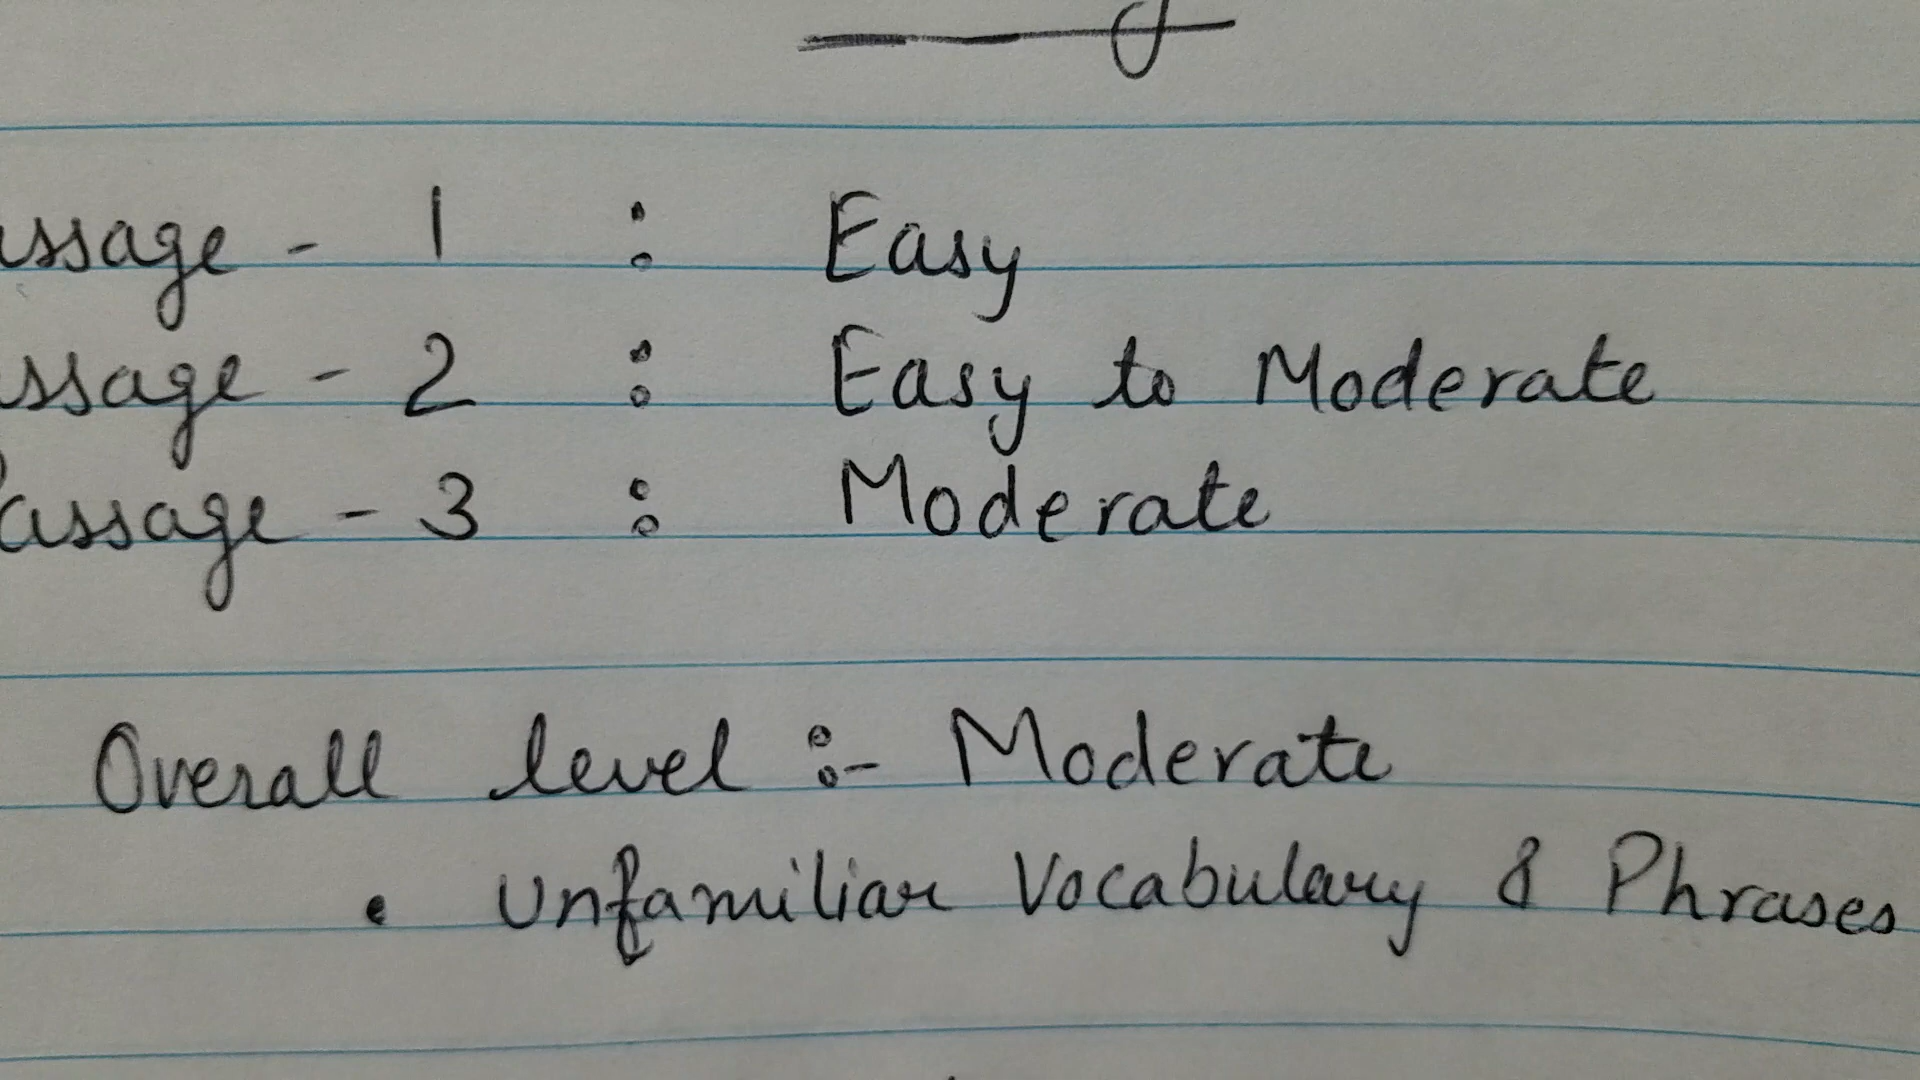 ssage - 1 : Easy
ssage - 2 : Easy to Moderate
assage - 3 : Moderate
Overall level :- Moderate
• Unfamiliar Vocabulary & Phrases